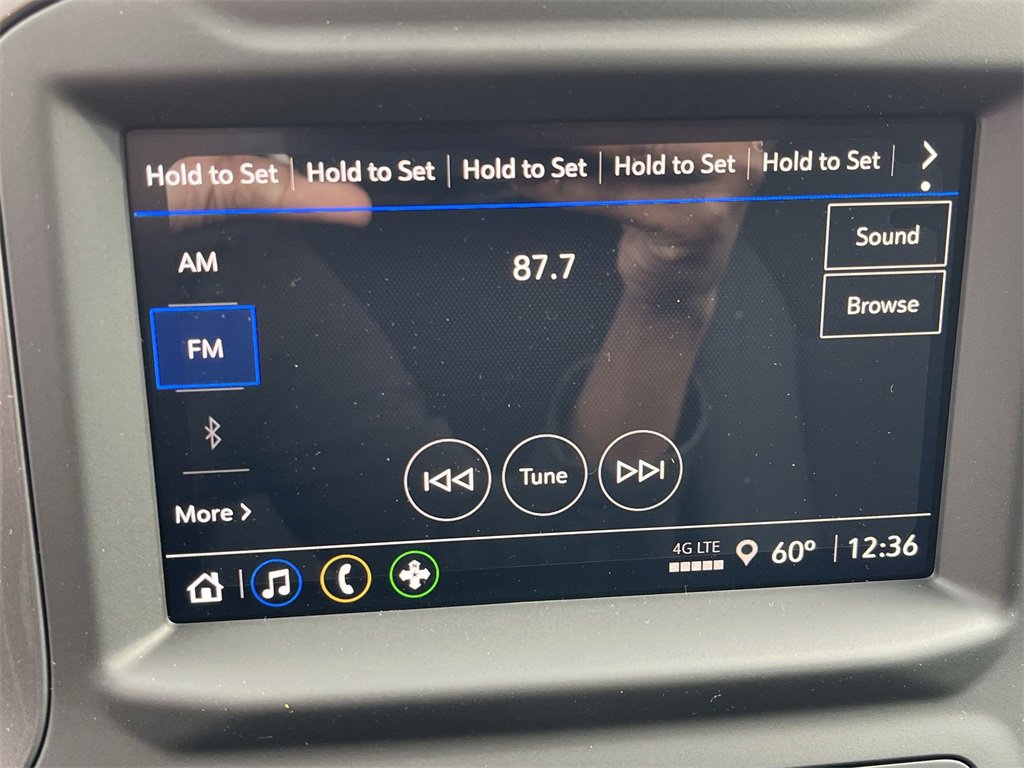 Hold to Set | Hold to Set | Hold to Set | Hold to Set | Hold to Set |
AM
87.7
Sound
FM
Browse
Tune
More
4G LTE
60° | 12:36